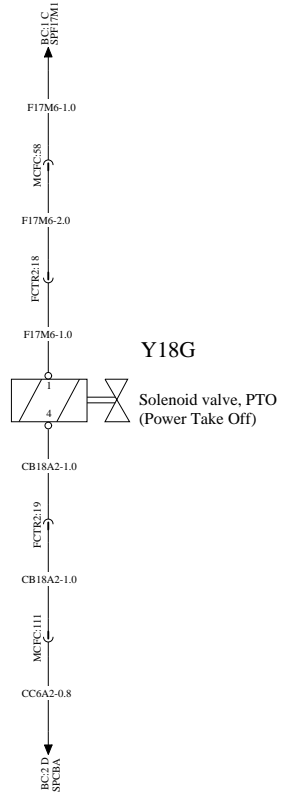 BC:1 C
SPF17M1
F17M6-1.0
MCFC:58
F17M6-2.0
FCTR2:18
F17M6-1.0
Y18G
1
4
Solenoid valve, PTO
(Power Take Off)
CB18A2-1.0
FCTR2:19
CB18A2-1.0
MCFC:111
CC6A2-0.8
BC:2 D
SPCBA